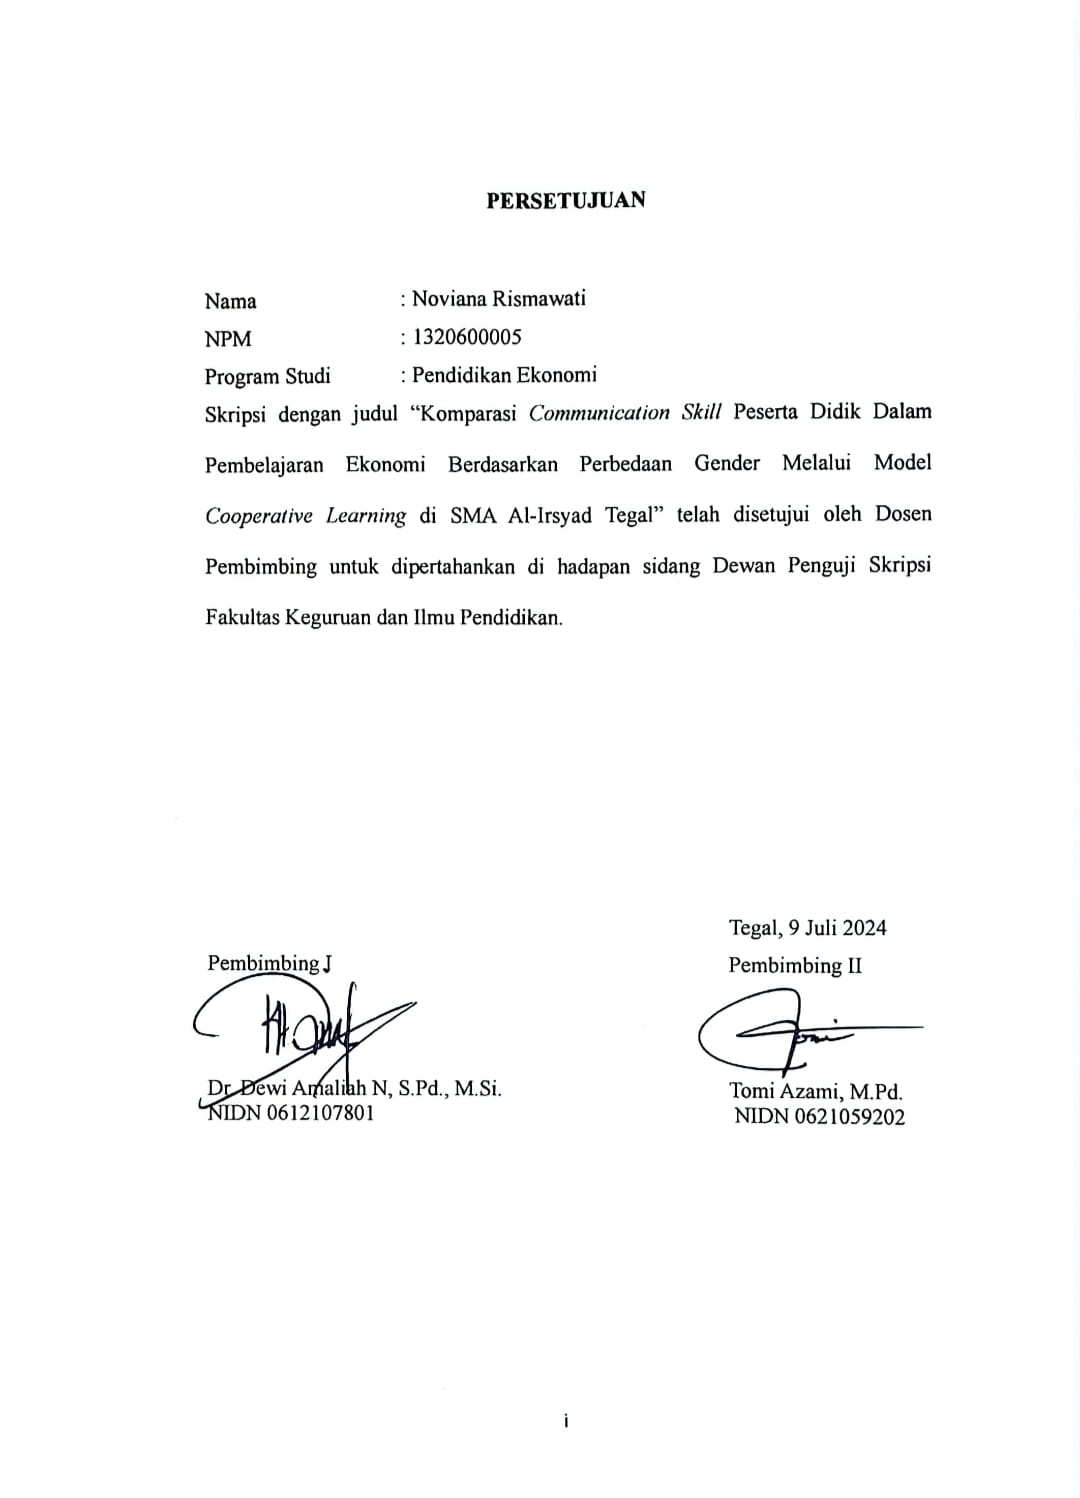 PERSETUJUAN
Nama : Noviana Rismawati
NPM : 1320600005
Program Studi : Pendidikan Ekonomi
Skripsi dengan judul “Komparasi Communication Skill Peserta Didik Dalam
Pembelajaran Ekonomi Berdasarkan Perbedaan Gender Melalui Model
Cooperative Learning di SMA Al-Irsyad Tegal” telah disetujui oleh Dosen
Pembimbing untuk dipertahankan di hadapan sidang Dewan Penguji Skripsi
Fakultas Keguruan dan Ilmu Pendidikan.
Tegal, 9 Juli 2024
Pembimbing I
Pembimbing II
Dr Dewi Amaliah N, S.Pd., M.Si.
NIDN 0612107801
Tomi Azami, M.Pd.
NIDN 0621059202
i